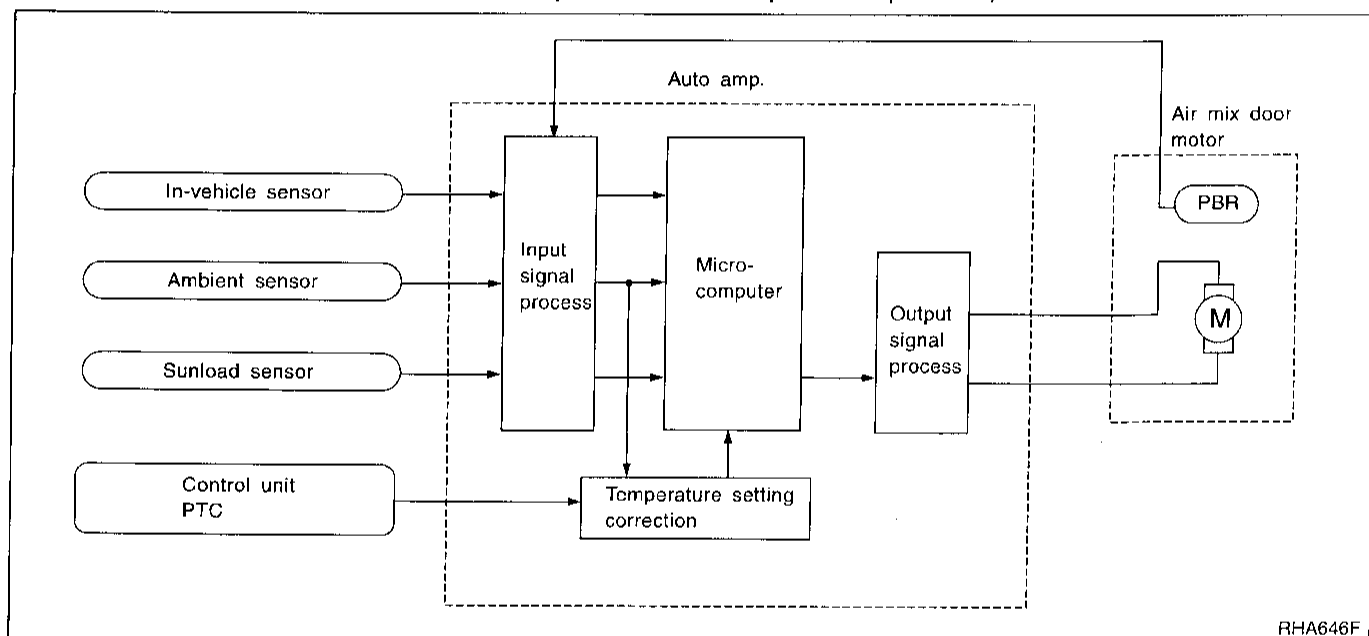 Auto amp.
Air mix door
motor
In-vehicle sensor
PBR
Input
signal
process
Micro-
computer
Ambient sensor
M
Output
signal
process
Sunload sensor
Control unit
PTC
Temperature setting
correction
RHA646F